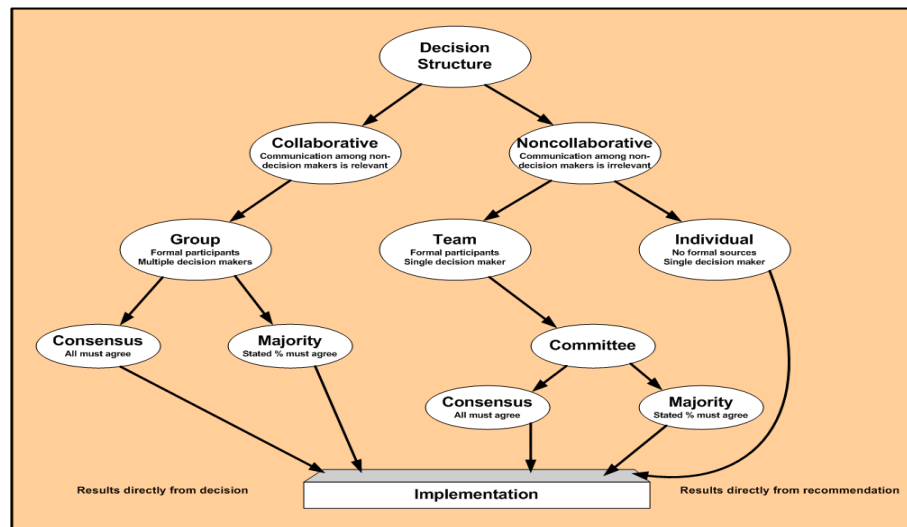 Decision
Structure
Collaborative
Communication among non-
decision makers is relevant
Noncollaborative
Communication among non-
decision makers is irrelevant
Group
Formal participants
Multiple decision makers
Team
Formal participants
Single decision maker
Individual
No formal sources
Single decision maker
Consensus
All must agree
Majority
Stated % must agree
Committee
Consensus
All must agree
Majority
Stated % must agree
Results directly from decision
Implementation
Results directly from recommendation